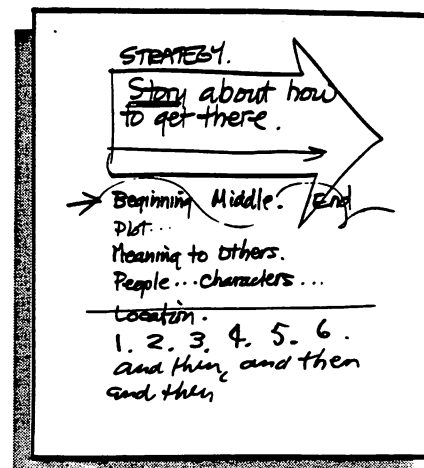 STRATEGY.
Story about how
to get there.
Beginning Middle. End
Plot...
Meaning to others.
People...characters...
Location.
1. 2. 3. 4. 5. 6.
and then, and then
and then